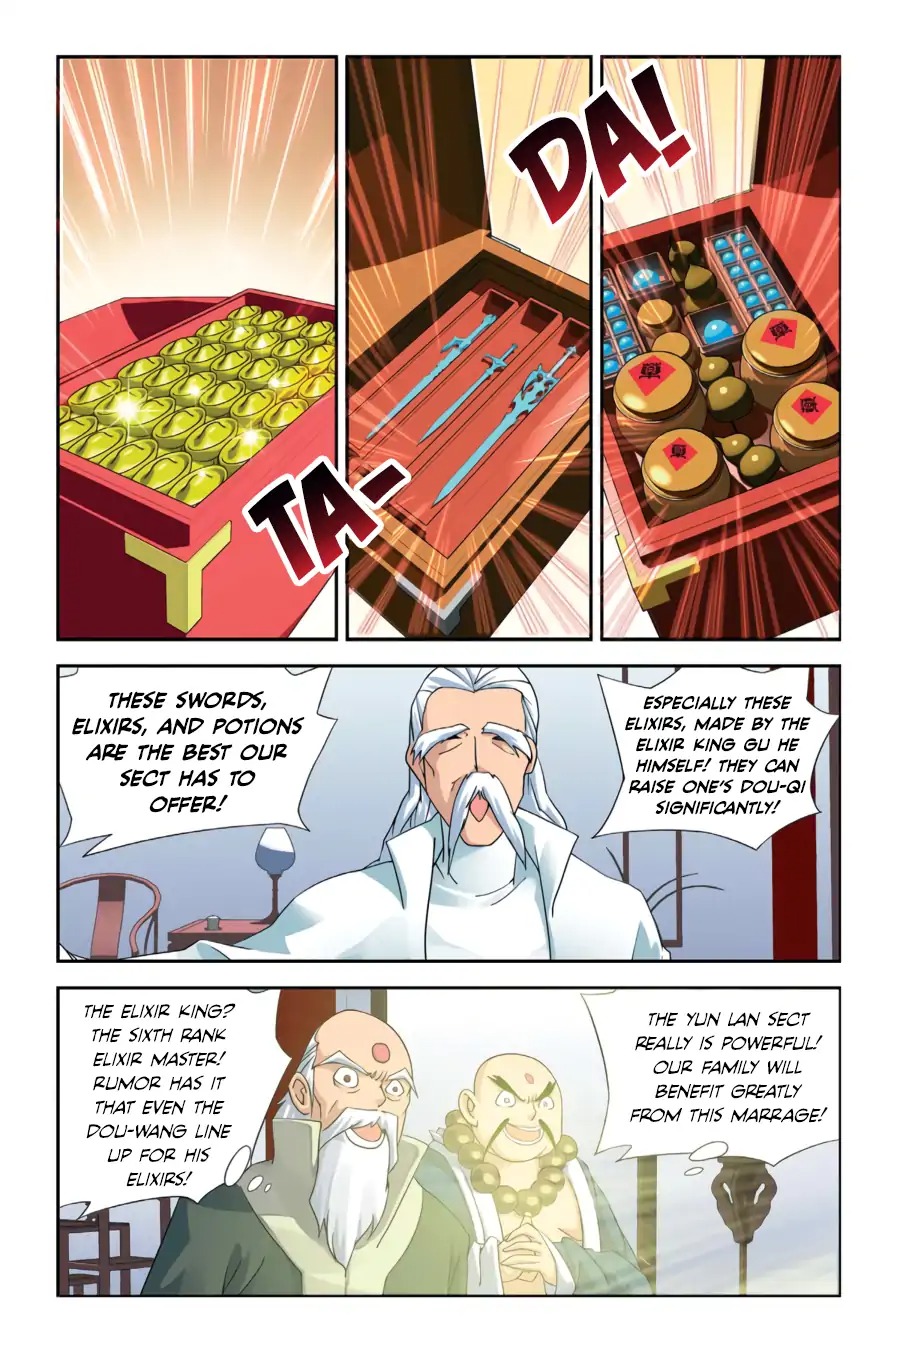 TA-
DA!
THESE SWORDS,
ELIXIRS, AND POTIONS
ARE THE BEST OUR
SECT HAS TO
OFFER!
ESPECIALLY THESE
ELIXIRS, MADE BY THE
ELIXIR KING GU HE
HIMSELF! THEY CAN
RAISE ONE'S DOU-QI
SIGNIFICANTLY!
THE ELIXIR KING?
THE SIXTH RANK
ELIXIR MASTER!
RUMOR HAS IT
THAT EVEN THE
DOU-WANG LINE
UP FOR HIS
ELIXIRS!
THE YUN LAN SECT
REALLY IS POWERFUL!
OUR FAMILY WILL
BENEFIT GREATLY
FROM THIS MARRAGE!